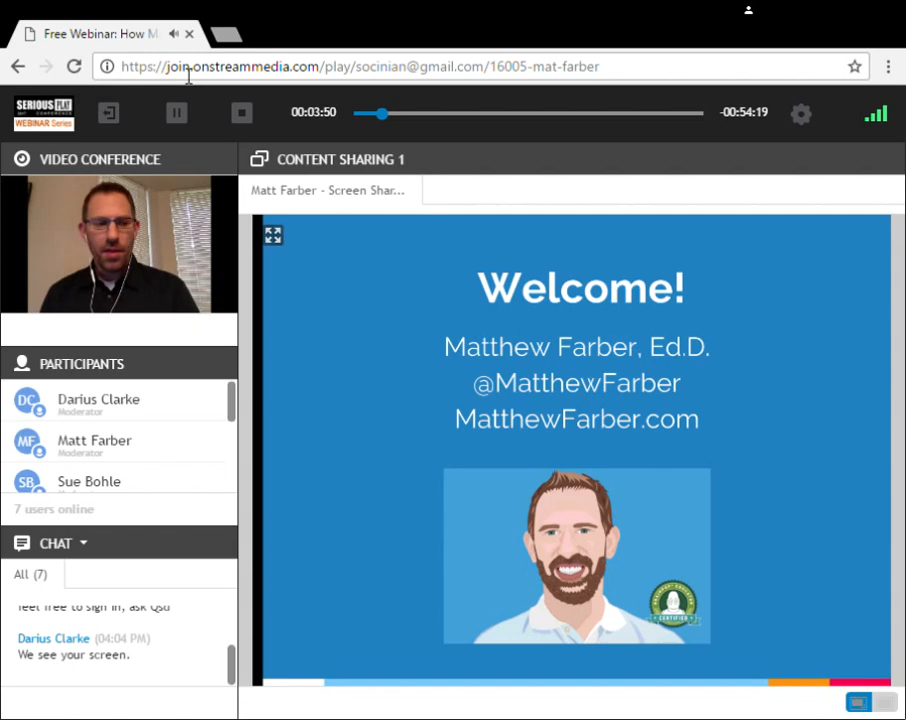 Free Webinar: How M
https://join.onstreammedia.com/play/socinian@gmail.com/16005-mat-farber
SERIOUS PLAY
CONFERENCE
WEBINAR Series
00:03:50
-00:54:19
VIDEO CONFERENCE
CONTENT SHARING 1
Matt Farber - Screen Shar...
Welcome!
Matthew Farber, Ed.D.
@MatthewFarber
MatthewFarber.com
CERTIFIED
PARTICIPANTS
DC
Darius Clarke
Moderator
MF
Matt Farber
Moderator
SB
Sue Bohle
7 users online
CHAT
All (7)
feel free to sign in, ask Qsd
Darius Clarke (04:04 PM)
We see your screen.